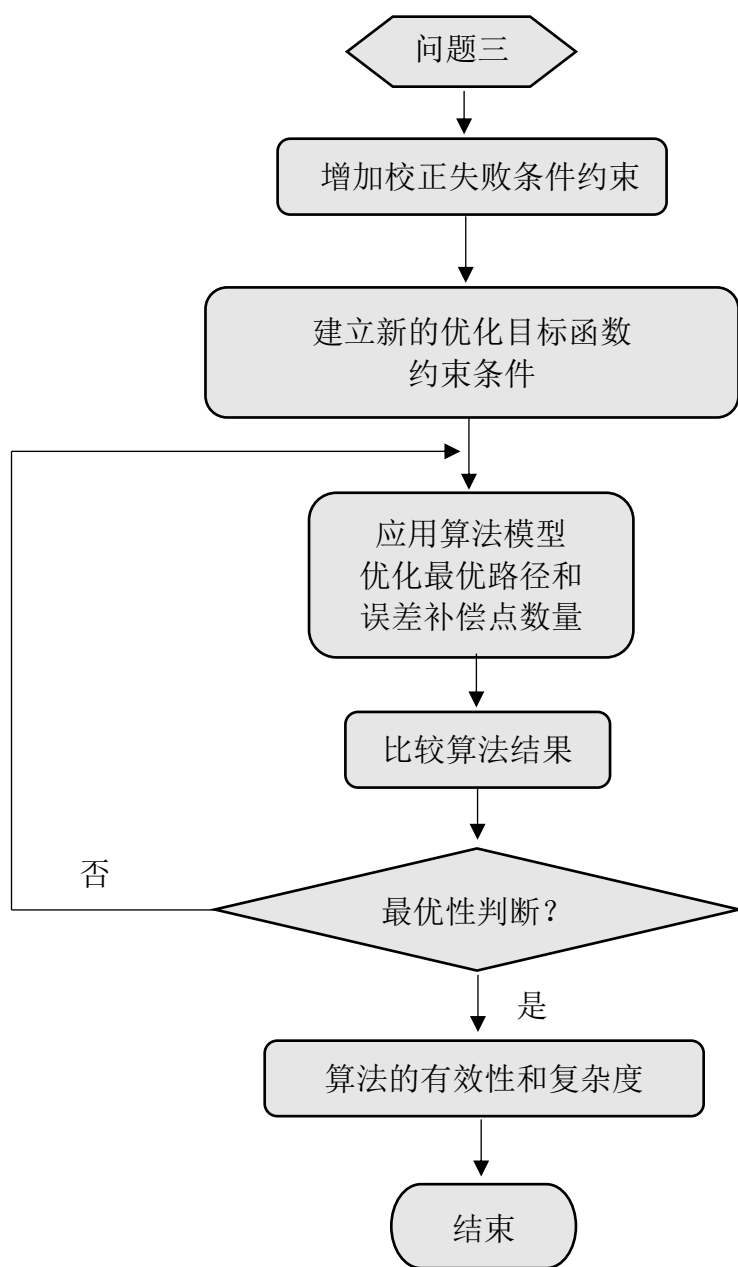 问题三
增加校正失败条件约束
建立新的优化目标函数
约束条件
应用算法模型
优化最优路径和
误差补偿点数量
比较算法结果
否
最优性判断？
是
算法的有效性和复杂度
结束